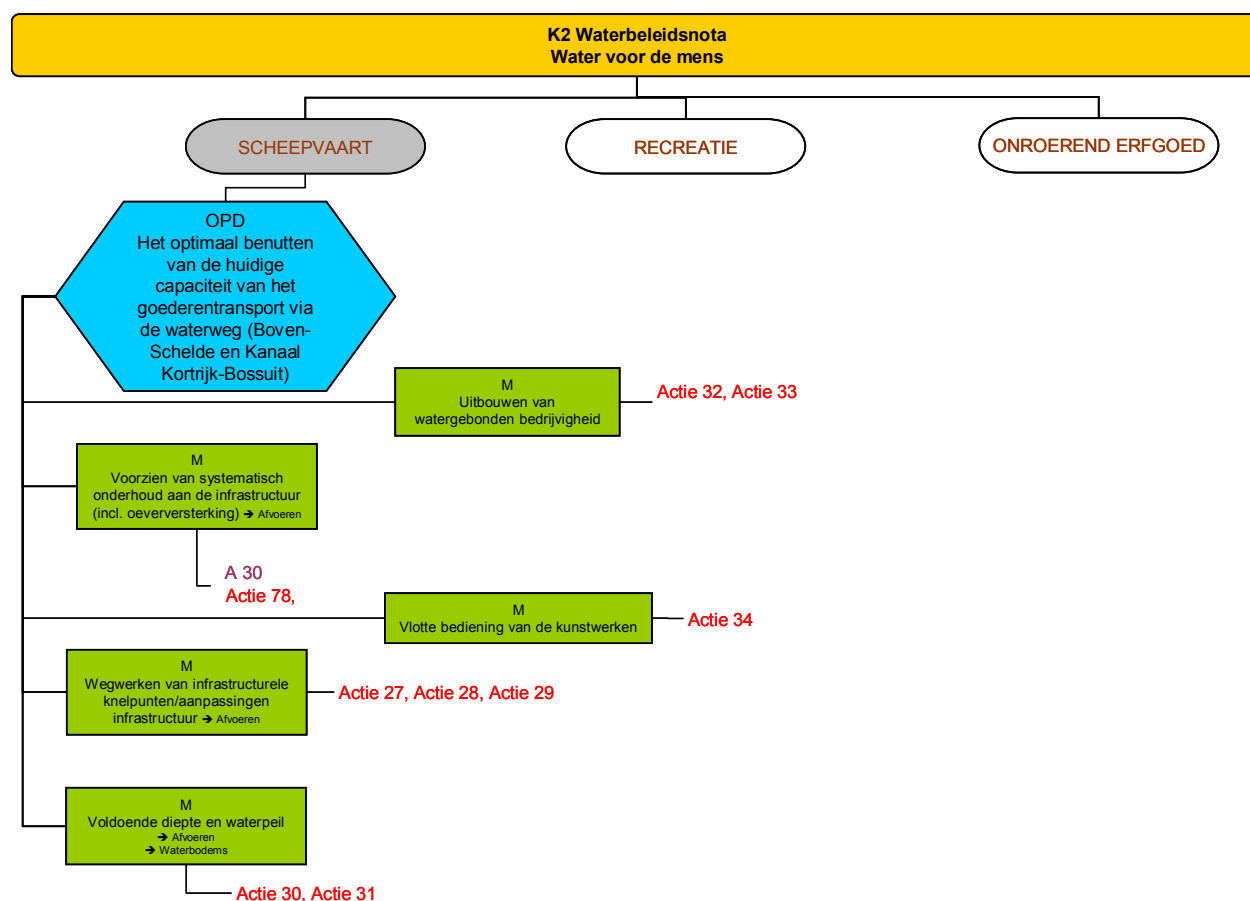 K2 Waterbeleidsnota
Water voor de mens
SCHEEPVAART
RECREATIE
ONROEREND ERFGOED
OPD
Het optimaal benutten
van de huidige
capaciteit van het
goederentransport via
de waterweg (Boven-
Schelde en Kanaal
Kortrijk-Bossuit)
M
Uitbouwen van
watergebonden bedrijvigheid
Actie 32, Actie 33
M
Voorzien van systematisch
onderhoud aan de infrastructuur
(incl. oeverversterking) ➔ Afvoeren
A 30
Actie 78,
M
Vlotte bediening van de kunstwerken
Actie 34
M
Wegwerken van infrastructurele
knelpunten/aanpassingen
infrastructuur ➔ Afvoeren
Actie 27, Actie 28, Actie 29
M
Voldoende diepte en waterpeil
➔ Afvoeren
➔ Waterbodems
Actie 30, Actie 31